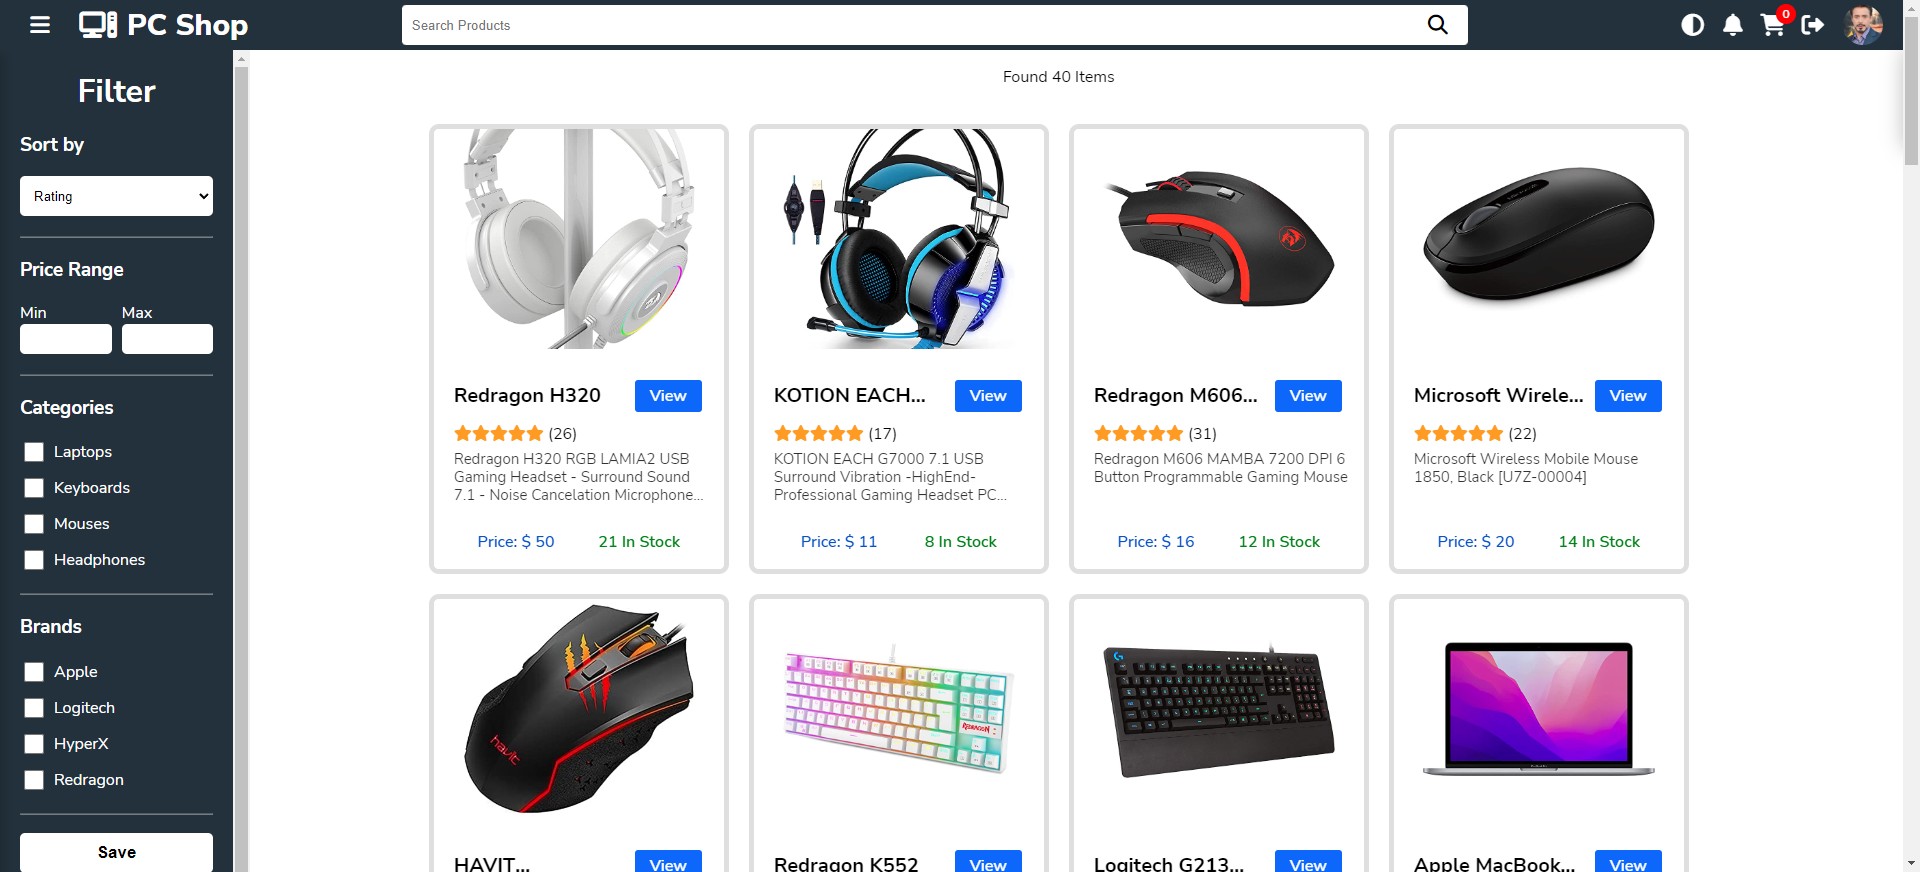 PC Shop
Search Products
0
Filter
Sort by
Rating
Price Range
Min Max
Categories
Laptops
Keyboards
Mouses
Headphones
Brands
Apple
Logitech
HyperX
Redragon
Save
Found 40 Items
Redragon H320 View
(26)
Redragon H320 RGB LAMIA2 USB
Gaming Headset - Surround Sound
7.1 - Noise Cancelation Microphone...
Price: $ 50 21 In Stock
KOTION EACH... View
(17)
KOTION EACH G7000 7.1 USB
Surround Vibration -HighEnd-
Professional Gaming Headset PC...
Price: $ 11 8 In Stock
Redragon M606... View
(31)
Redragon M606 MAMBA 7200 DPI 6
Button Programmable Gaming Mouse
Price: $ 16 12 In Stock
Microsoft Wirele... View
(22)
Microsoft Wireless Mobile Mouse
1850, Black [U7Z-00004]
Price: $ 20 14 In Stock
havit
HAVIT... View
REDRAGON
Redragon K552 View
Logitech G213... View
Apple MacBook... View